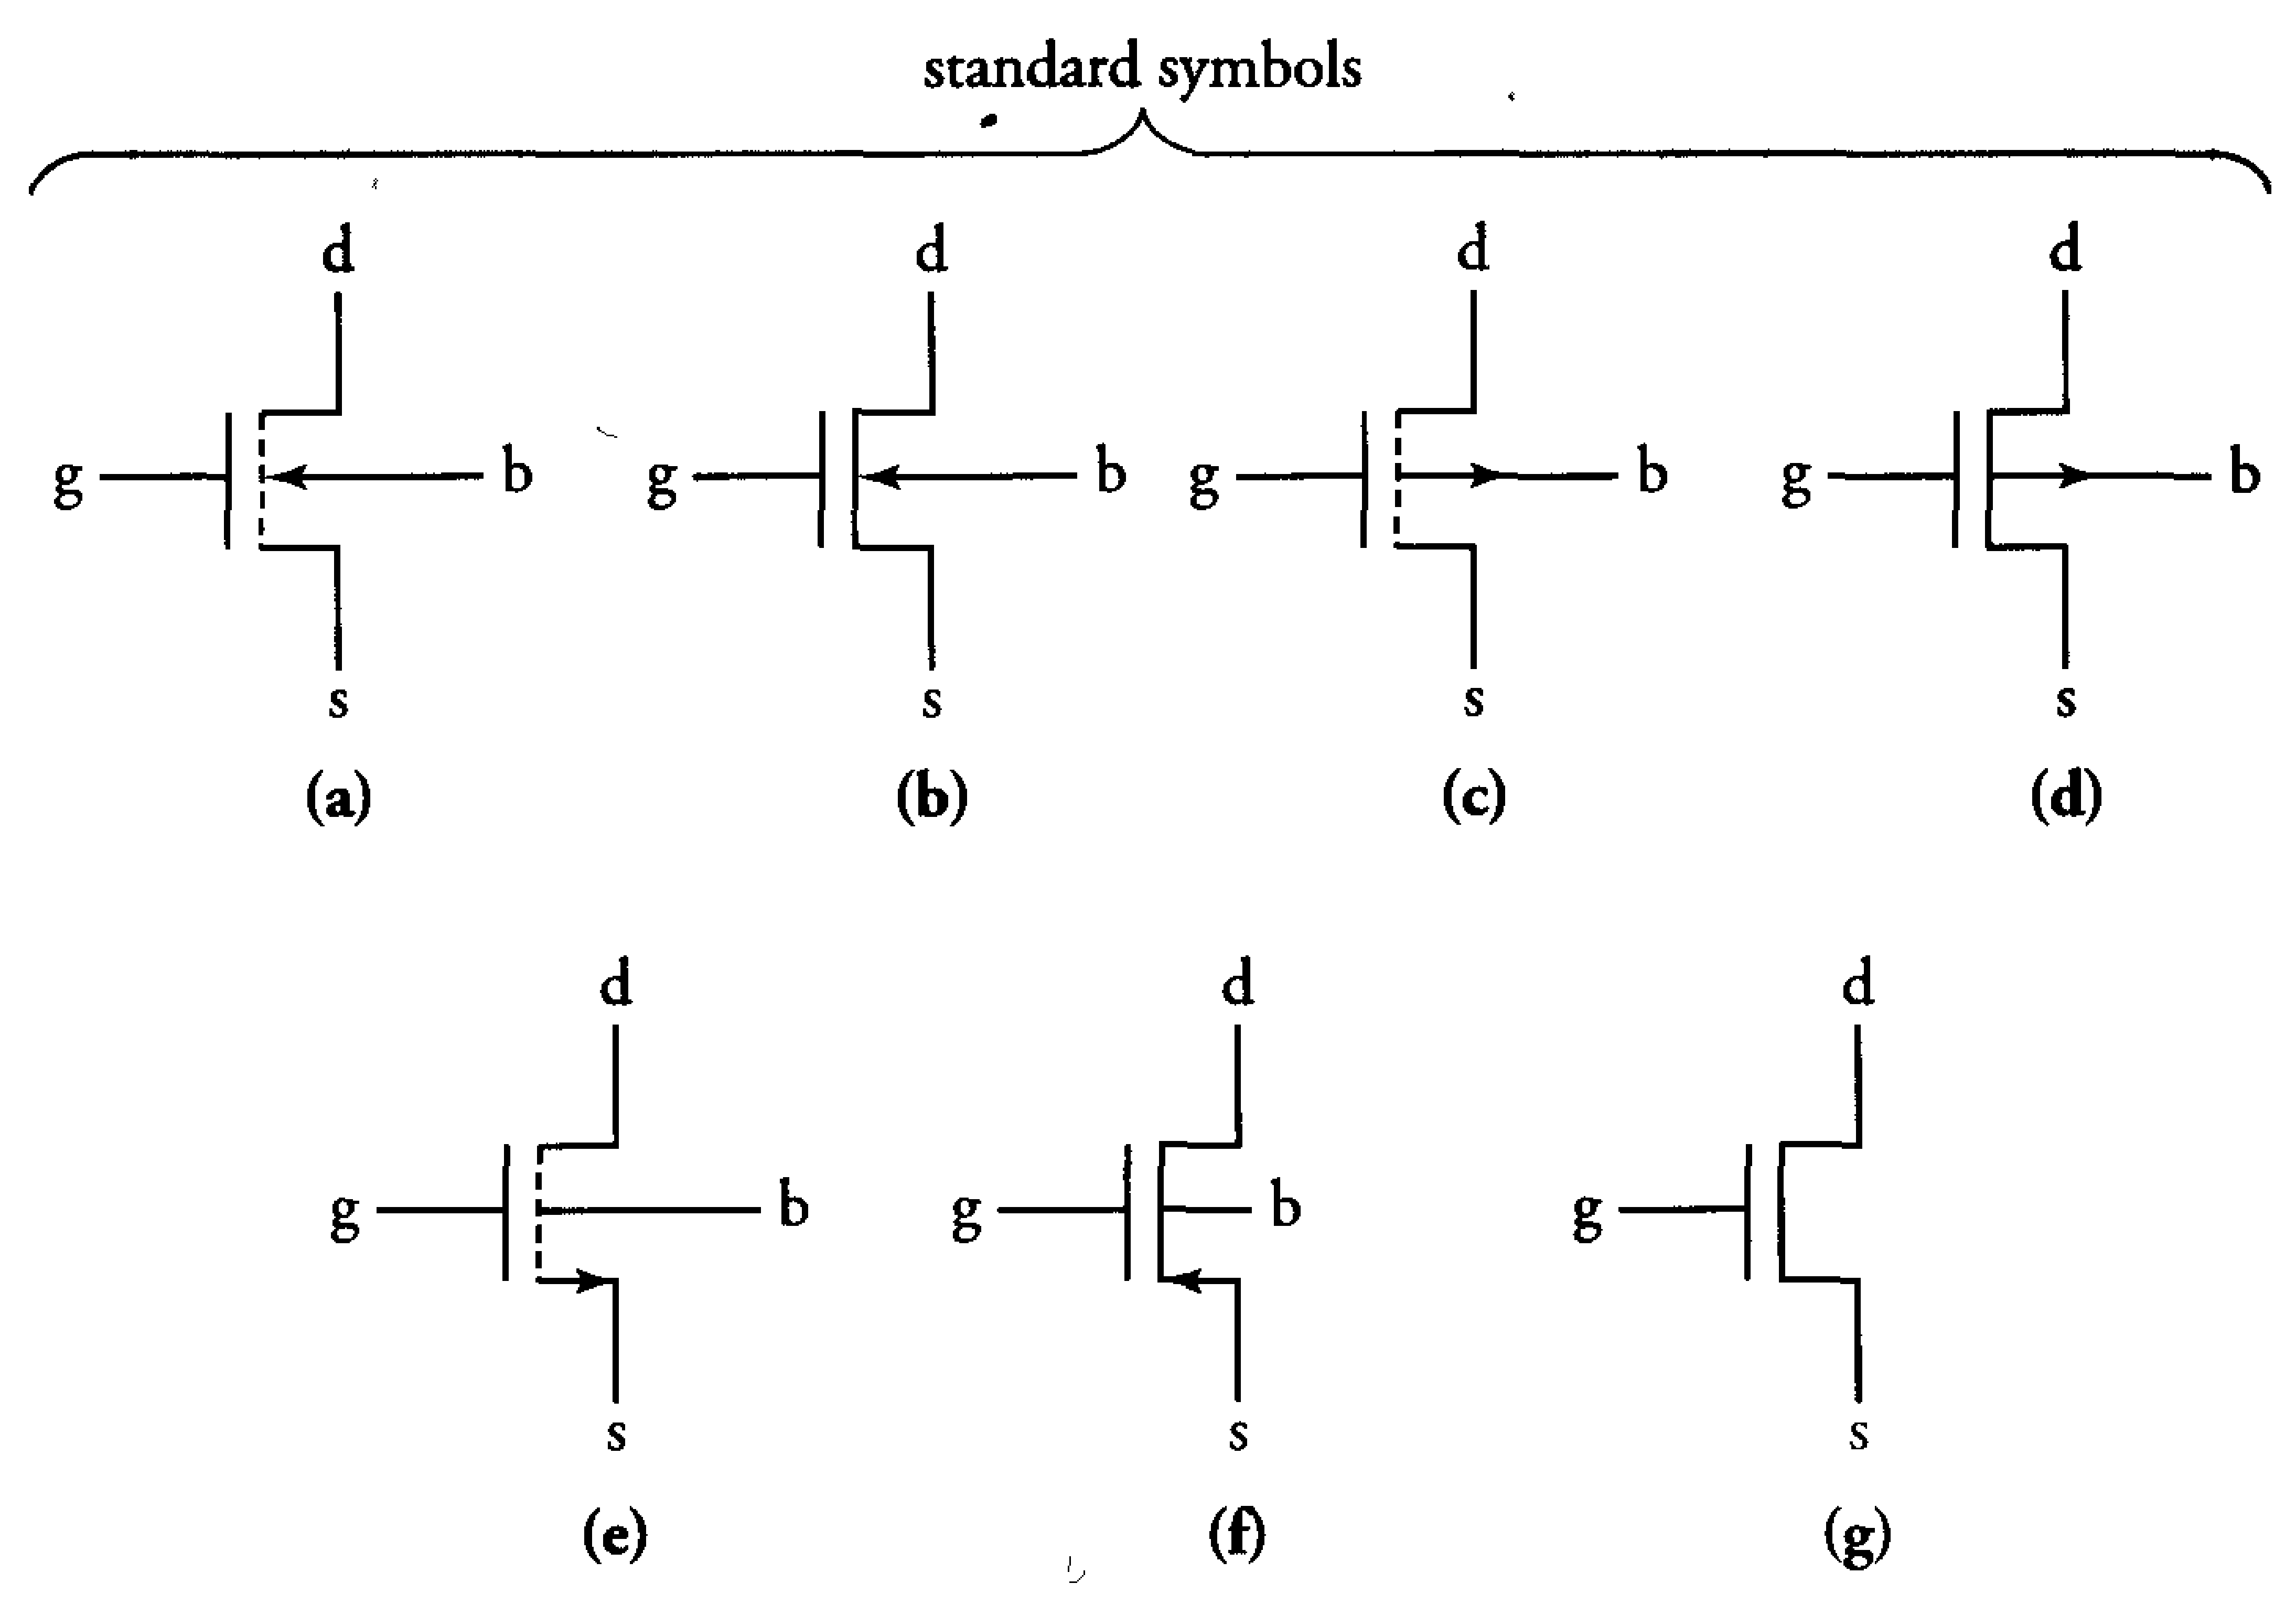 standard symbols
d d d d
g b g b g b g b
s s s s
(a) (b) (c) (d)
d d d
g b g b g
s s s
(e) (f) (g)